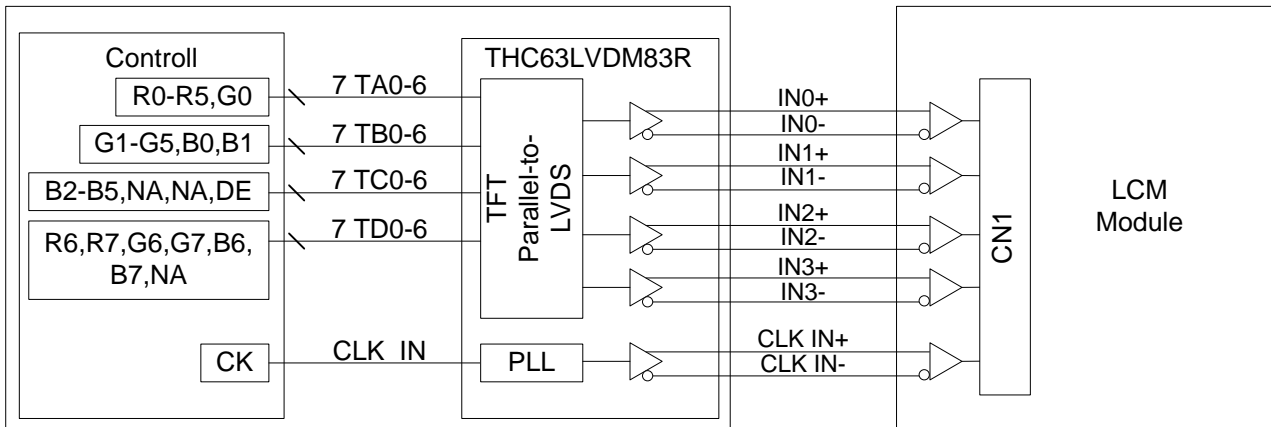 Controll
THC63LVDM83R
R0-R5,G0
7 TA0-6
G1-G5,B0,B1
7 TB0-6
B2-B5,NA,NA,DE
7 TC0-6
R6,R7,G6,G7,B6,
B7,NA
7 TD0-6
TFT
Parallel-to-
LVDS
IN0+
IN0-
IN1+
IN1-
IN2+
IN2-
IN3+
IN3-
CK
CLK IN
PLL
CLK IN+
CLK IN-
CN1
LCM
Module